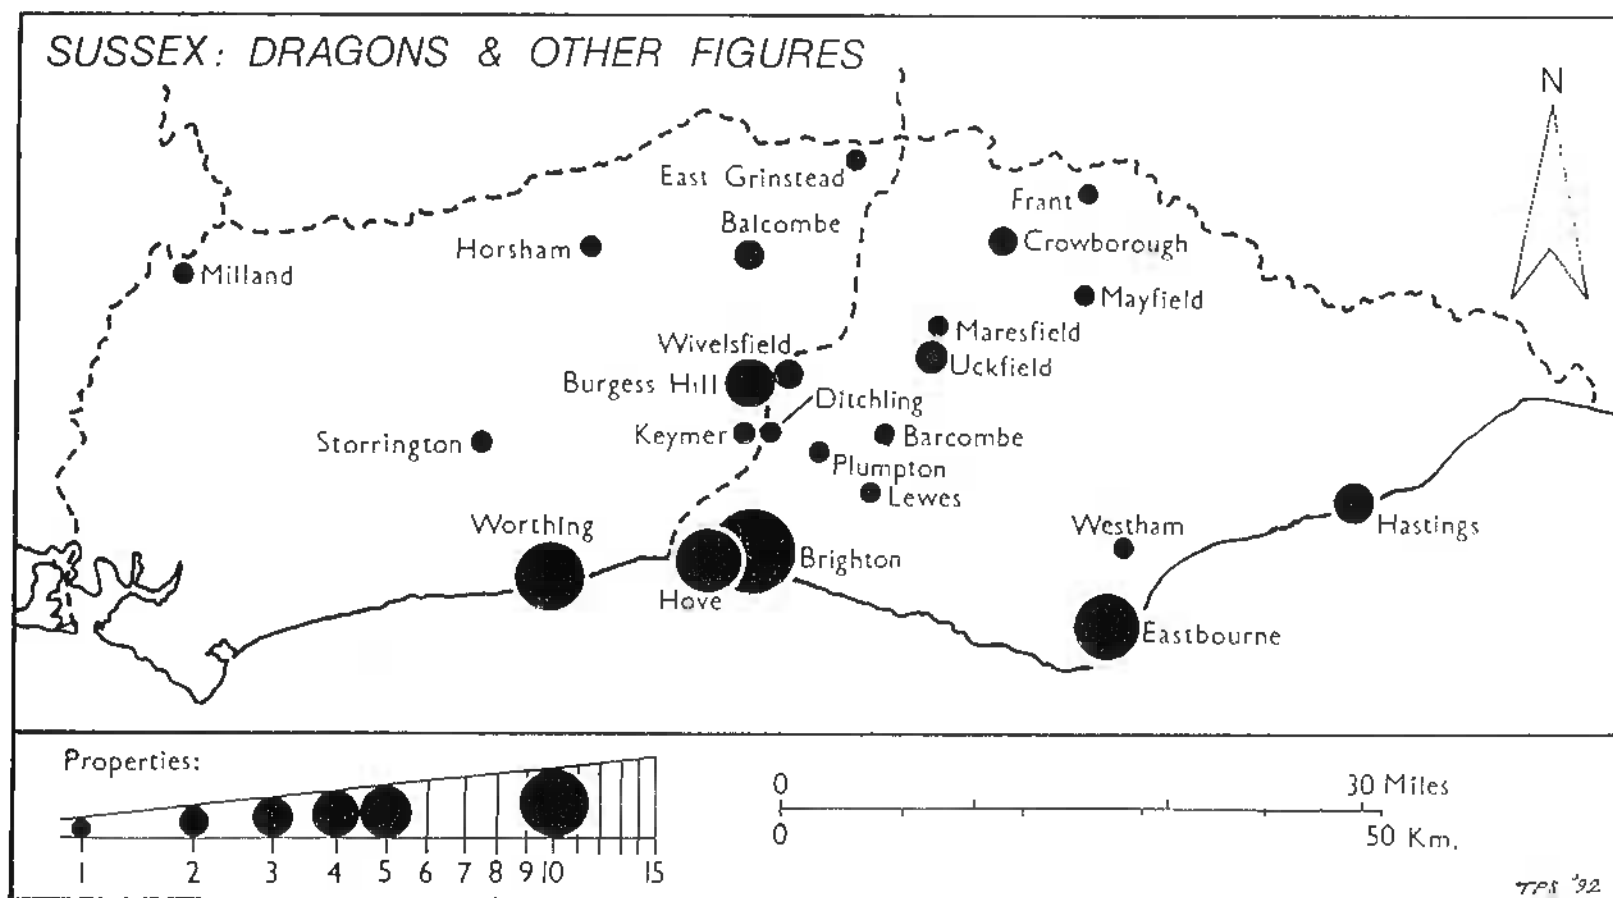 SUSSEX: DRAGONS & OTHER FIGURES
N
East Grinstead
Frant
Balcombe
Horsham
Crowborough
Milland
Mayfield
Maresfield
Wivelsfield
Uckfield
Burgess Hill
Ditchling
Keymer
Barcombe
Storrington
Plumpton
Lewes
Worthing
Westham
Hastings
Brighton
Hove
Eastbourne
Properties:
1 2 3 4 5 6 7 8 9 10 15
0 30 Miles
0 50 Km.
TPS '92